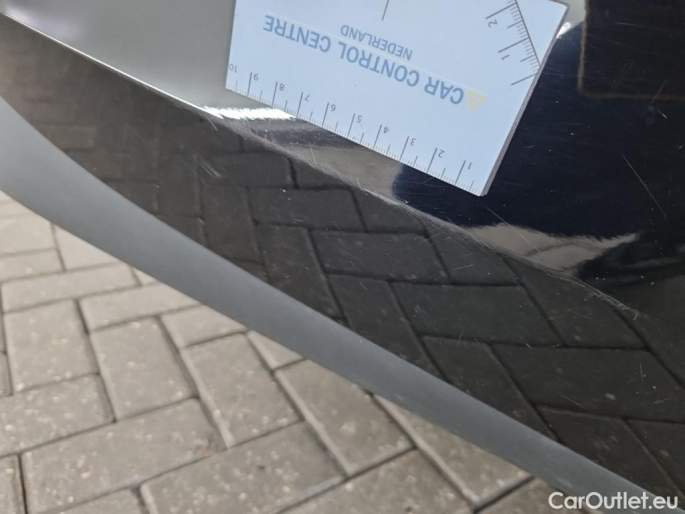 CAR CONTROL CENTRE
NEDERLAND
1 2 3 4 5 6 7 8 9 10
1
2
CarOutlet.eu